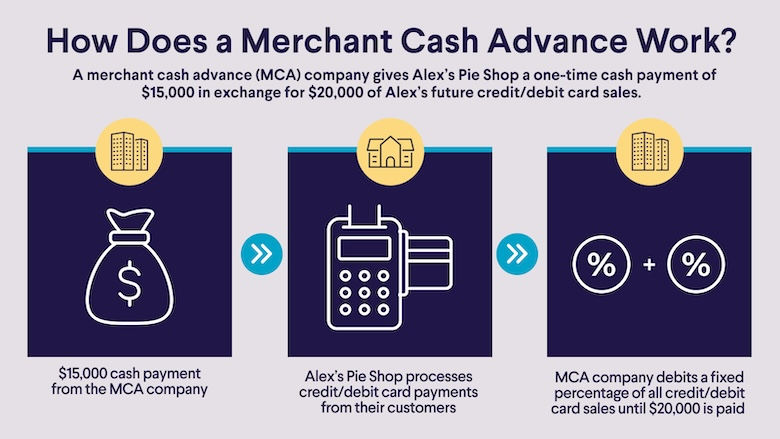 How Does a Merchant Cash Advance Work?
A merchant cash advance (MCA) company gives Alex's Pie Shop a one-time cash payment of
$15,000 in exchange for $20,000 of Alex's future credit/debit card sales.
$
% + %
$15,000 cash payment
from the MCA company
Alex's Pie Shop processes
credit/debit card payments
from their customers
MCA company debits a fixed
percentage of all credit/debit
card sales until $20,000 is paid